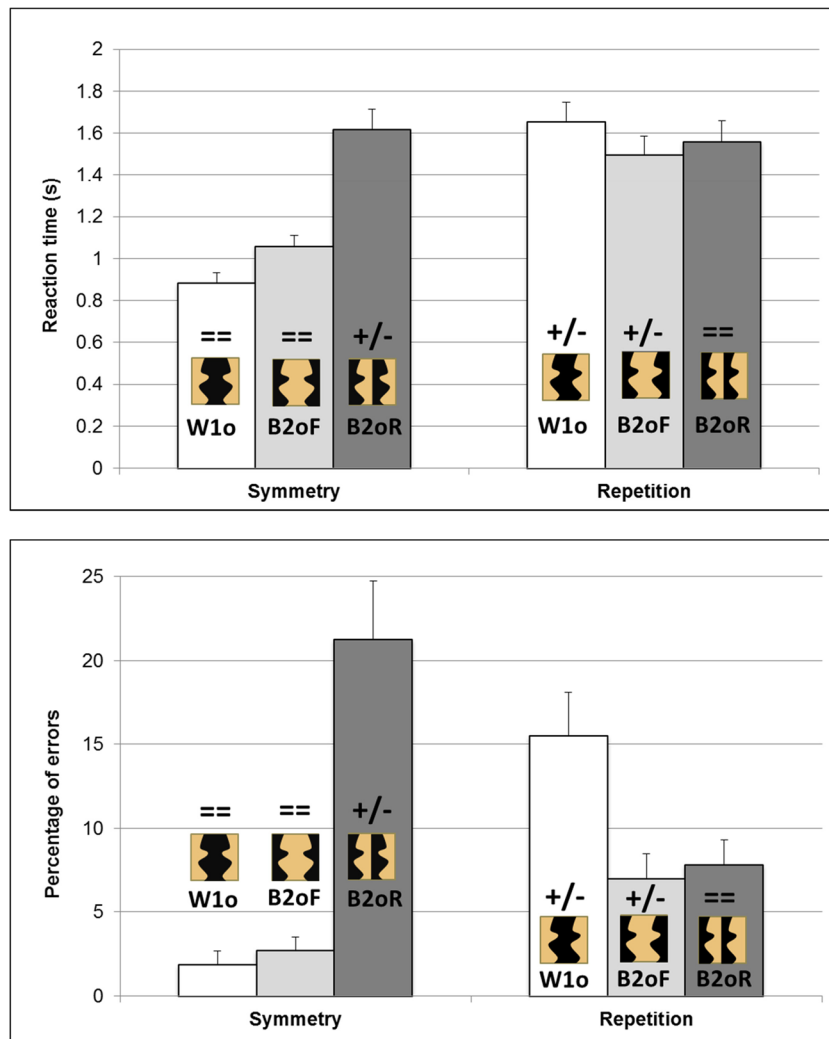 2
1.8
1.6
1.4
1.2
1
0.8
0.6
0.4
0.2
0
Reaction time (s)
== == +/-
W1o B2oF B2oR
+/- +/- ==
W1o B2oF B2oR
Symmetry Repetition
25
20
15
10
5
0
Percentage of errors
== == +/-
W1o B2oF B2oR
+/- +/- ==
W1o B2oF B2oR
Symmetry Repetition